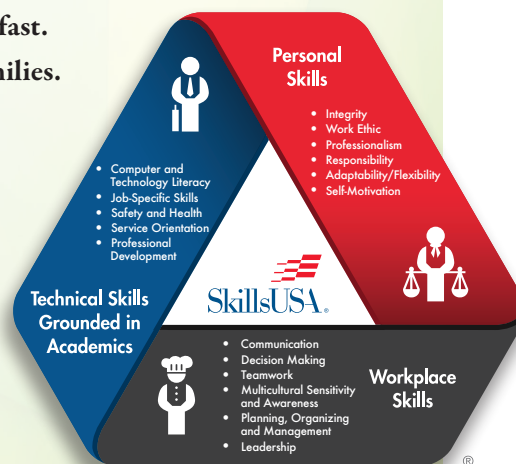 fast.
milies.
Personal
Skills
• Integrity
• Work Ethic
• Professionalism
• Responsibility
• Adaptability/Flexibility
• Self-Motivation
• Computer and
Technology Literacy
• Job-Specific Skills
• Safety and Health
• Service Orientation
• Professional
Development
Technical Skills
Grounded in
Academics
SkillsUSA®
• Communication
• Decision Making
• Teamwork
• Multicultural Sensitivity
and Awareness
• Planning, Organizing
and Management
• Leadership
Workplace
Skills
®